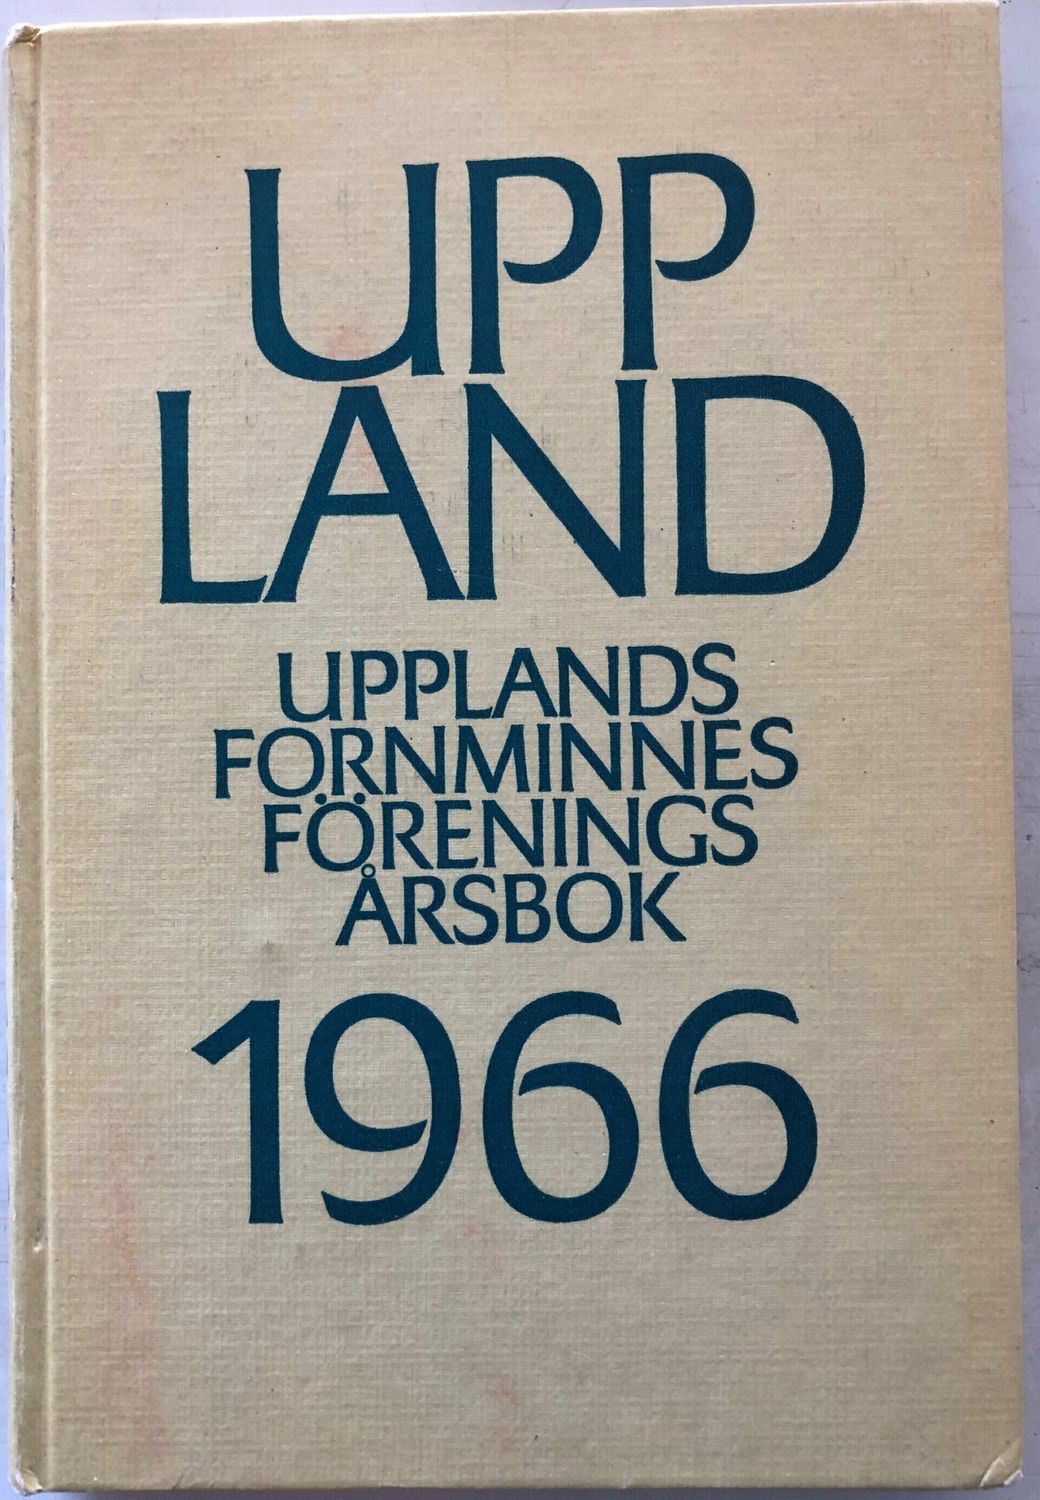 UPP
LAND
UPPLANDS
FORNMINNES
FÖRENINGS
ÅRSBOK
1966